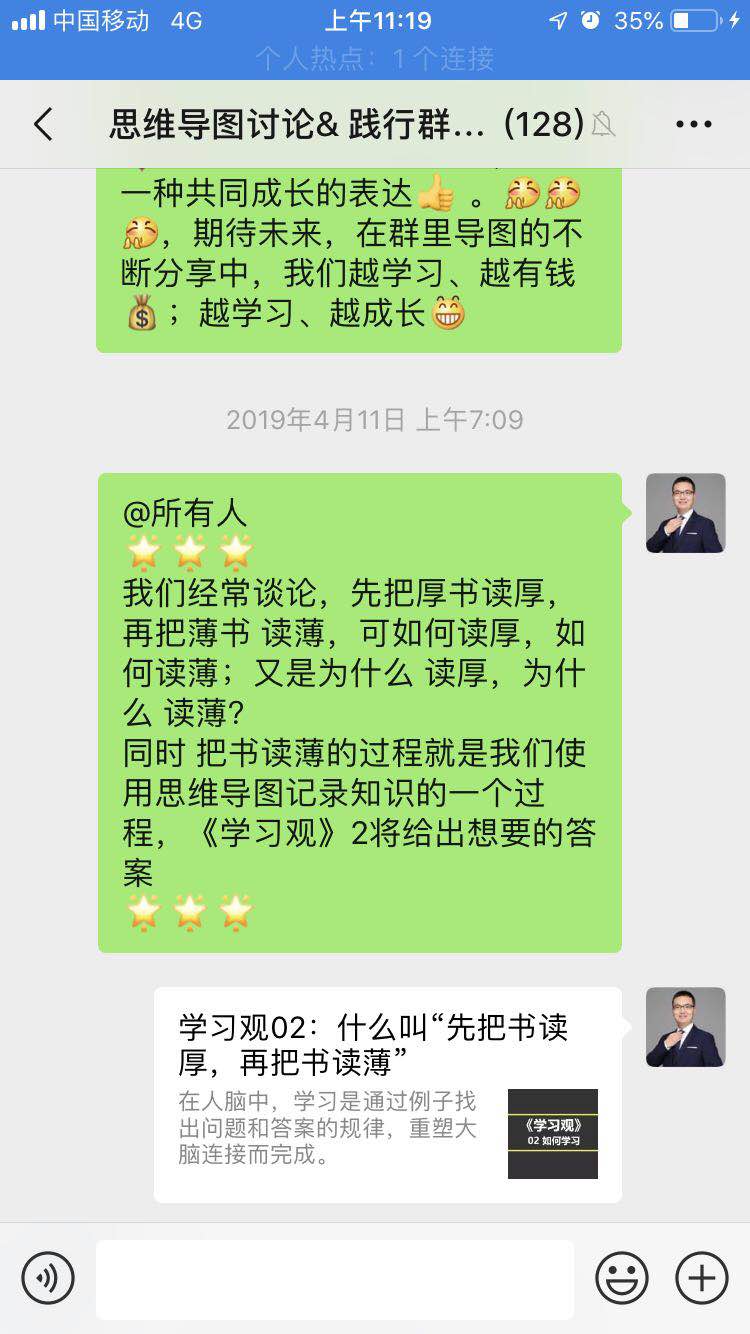 中国移动 4G 上午11:19 35%
个人热点：1 个连接
思维导图讨论& 践行群... (128)
一种共同成长的表达👍 。🥳🥳
🥳，期待未来，在群里导图的不
断分享中，我们越学习、越有钱
💰；越学习、越成长😁
2019年4月11日 上午7:09
@所有人
🌟 🌟 🌟
我们经常谈论，先把厚书读厚，
再把薄书 读薄，可如何读厚，如
何读薄；又是为什么 读厚，为什
么 读薄?
同时 把书读薄的过程就是我们使
用思维导图记录知识的一个过
程，《学习观》2将给出想要的答
案
🌟 🌟 🌟
学习观02：什么叫“先把书读
厚，再把书读薄”
在人脑中，学习是通过例子找
出问题和答案的规律，重塑大
脑连接而完成。
《学习观》
02 如何学习